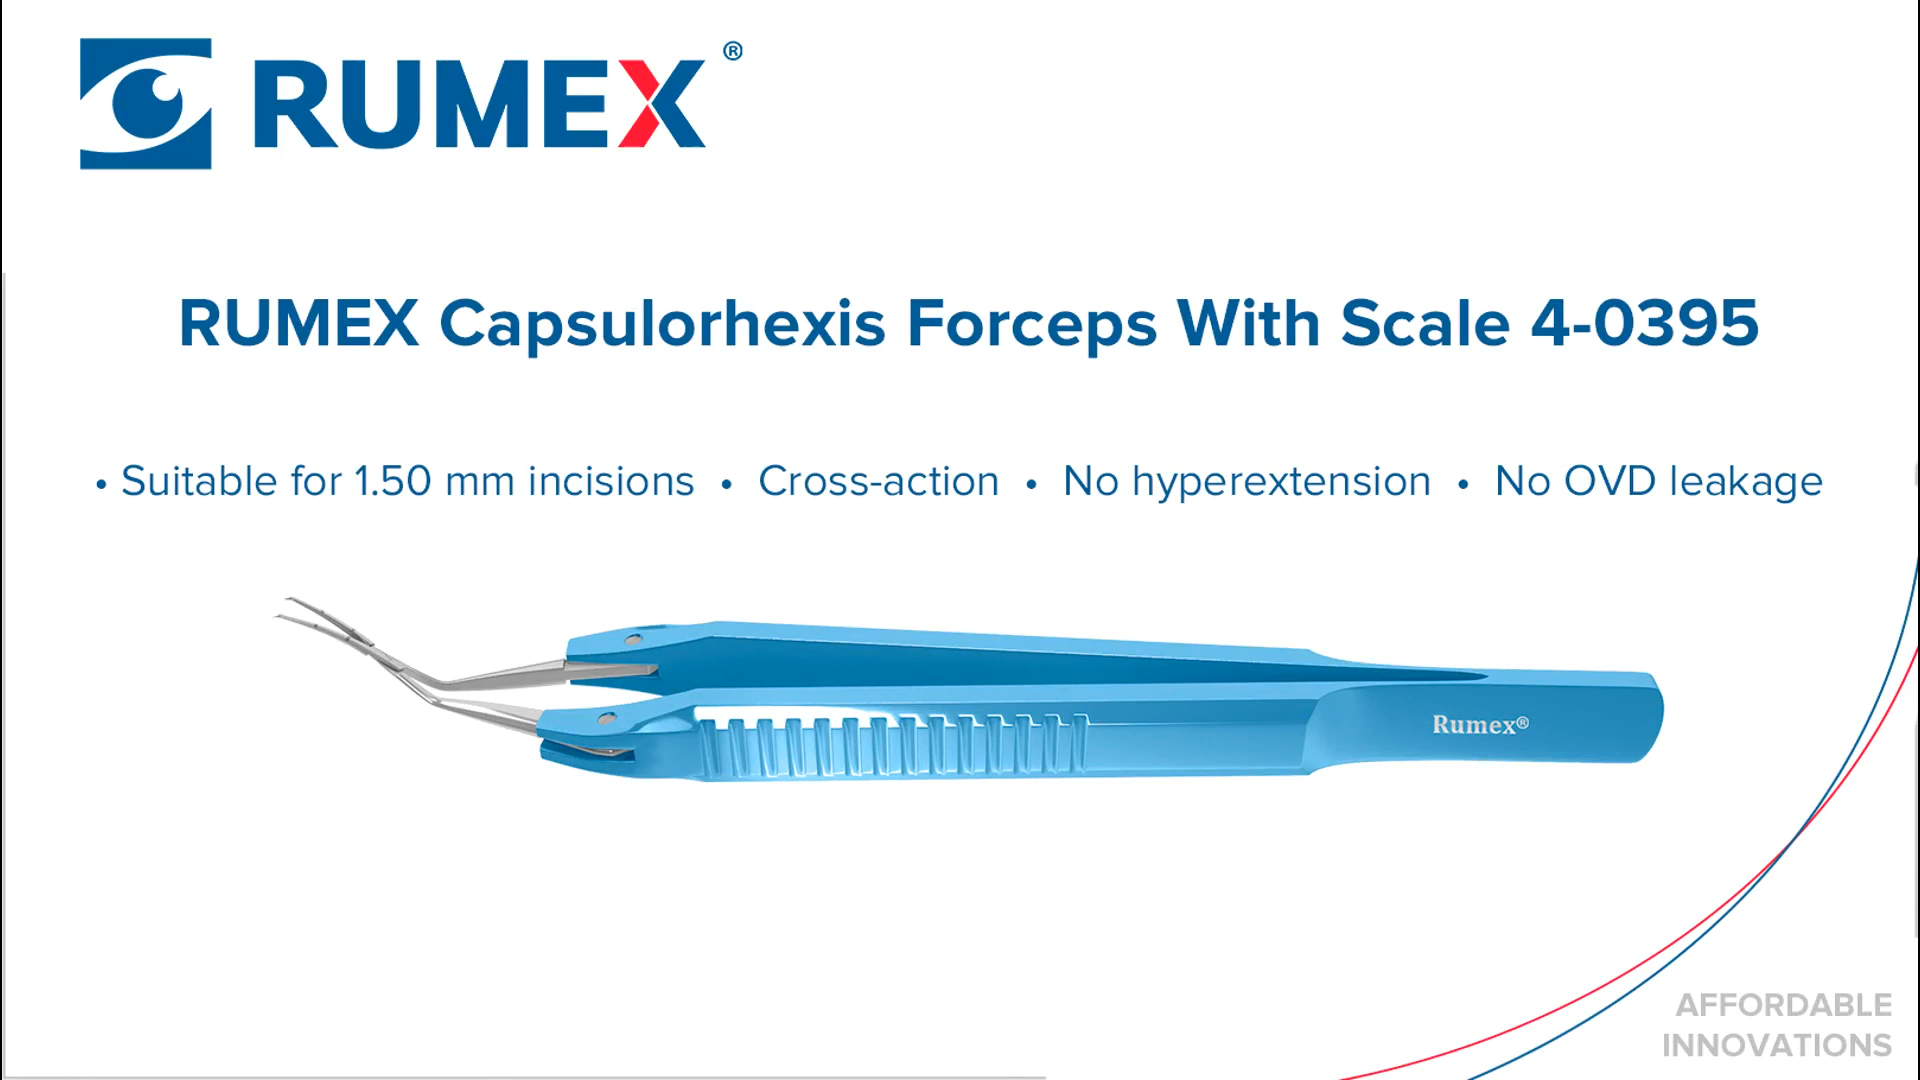 RUMEX®
RUMEX Capsulorhexis Forceps With Scale 4-0395
• Suitable for 1.50 mm incisions • Cross-action • No hyperextension • No OVD leakage
Rumex®
AFFORDABLE
INNOVATIONS